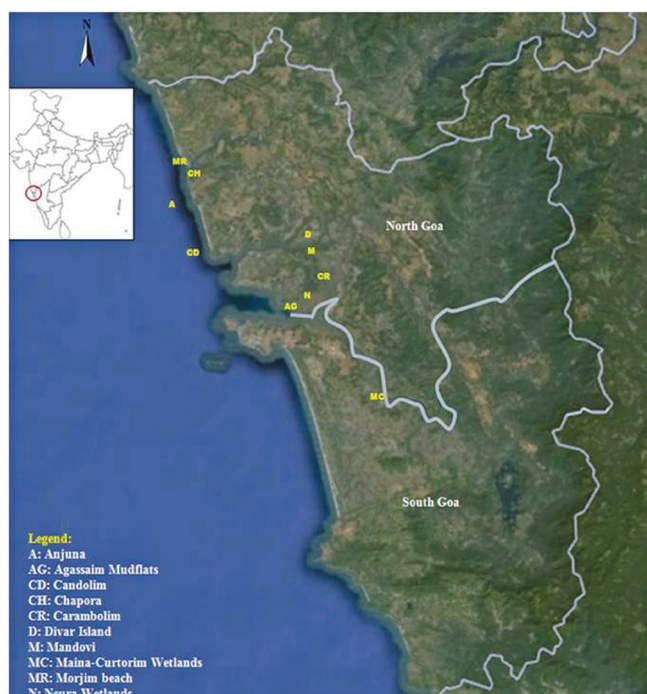 N
MR
CH
A
CD
D
M
North Goa
CR
N
AG
MC
South Goa
Legend:
A: Anjuna
AG: Agassaim Mudflats
CD: Candolim
CH: Chapora
CR: Carambolim
D: Divar Island
M: Mandovi
MC: Maina-Curtorim Wetlands
MR: Morjim beach
N: Neura Wetlands